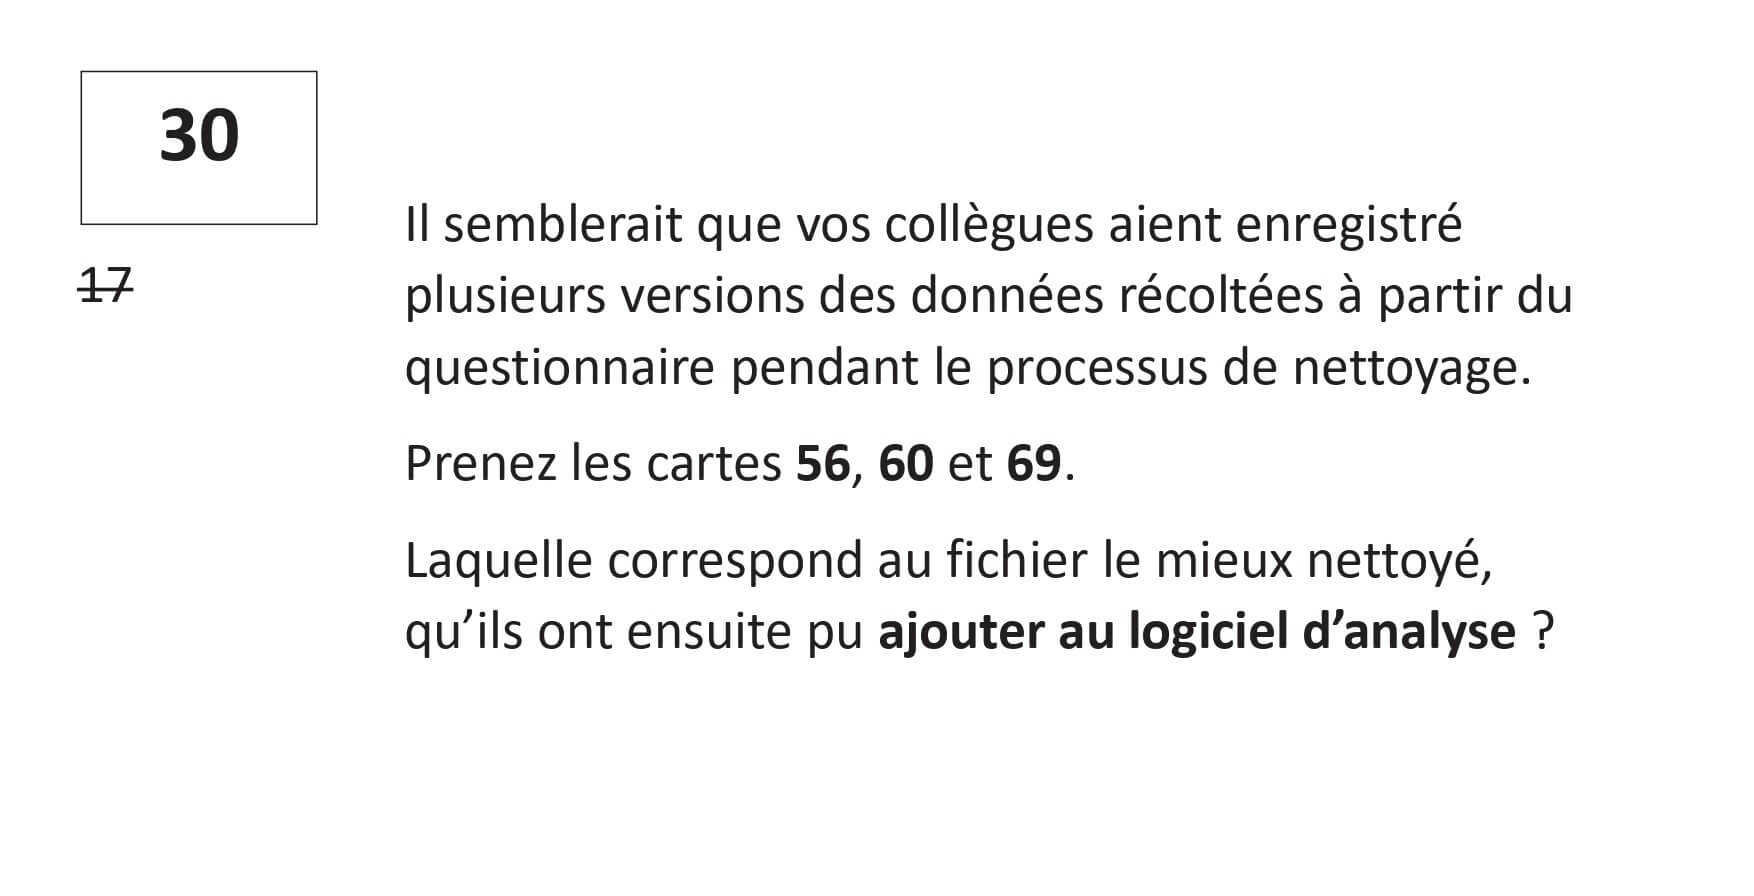 30
17
Il semblerait que vos collègues aient enregistré
plusieurs versions des données récoltées à partir du
questionnaire pendant le processus de nettoyage.
Prenez les cartes 56, 60 et 69.
Laquelle correspond au fichier le mieux nettoyé,
qu’ils ont ensuite pu ajouter au logiciel d’analyse ?